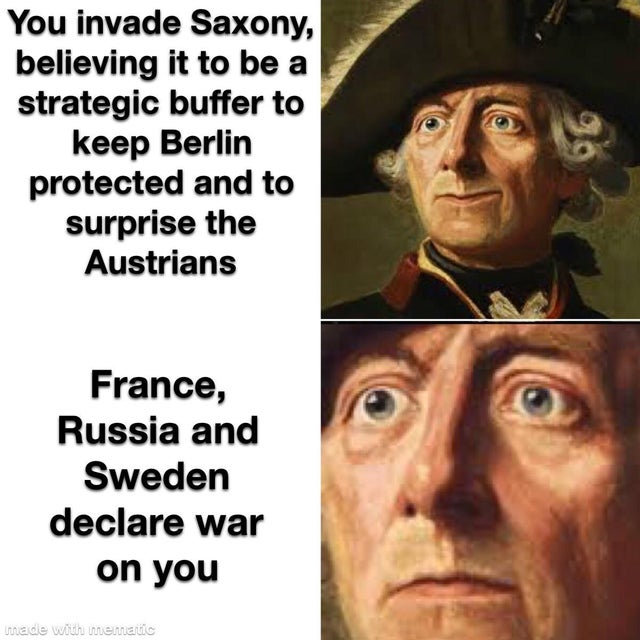 You invade Saxony,
believing it to be a
strategic buffer to
keep Berlin
protected and to
surprise the
Austrians
France,
Russia and
Sweden
declare war
on you
made with mematic